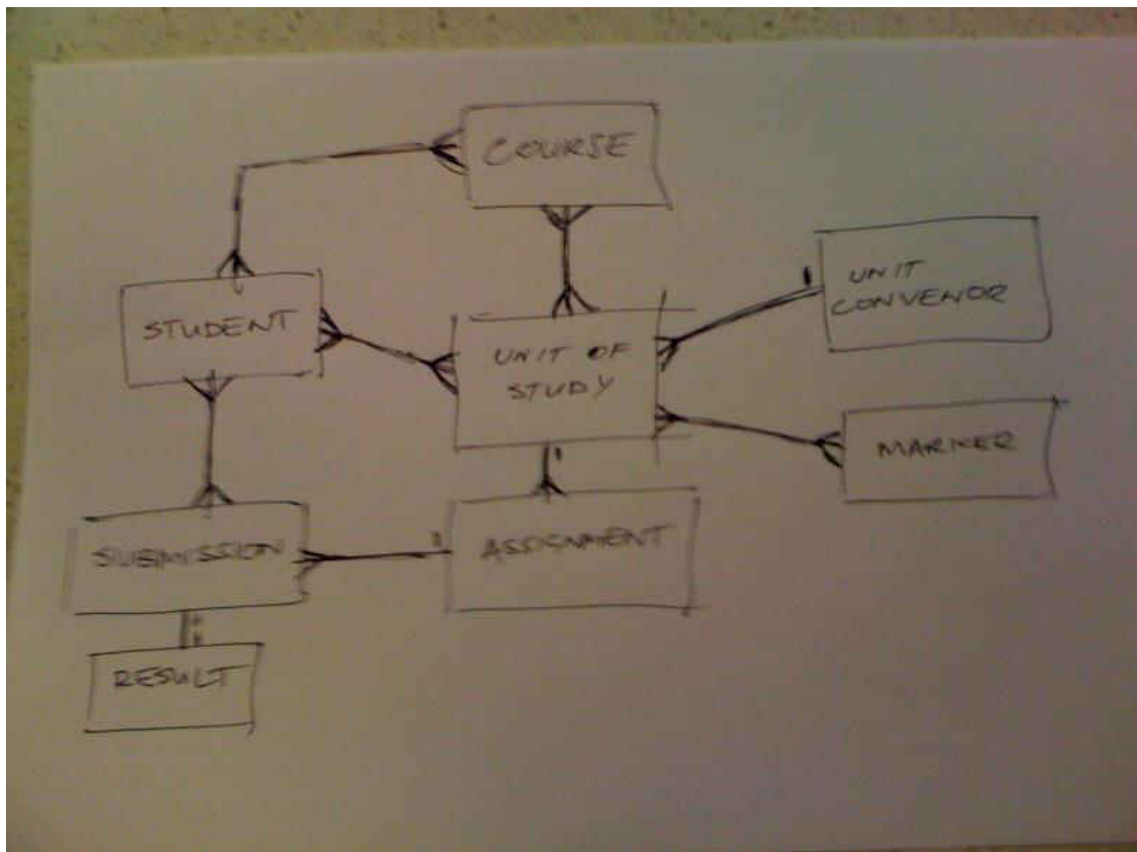 COURSE
UNIT
CONVENOR
STUDENT
UNIT OF
STUDY
MARKER
SUBMISSION
ASSIGNMENT
RESULT